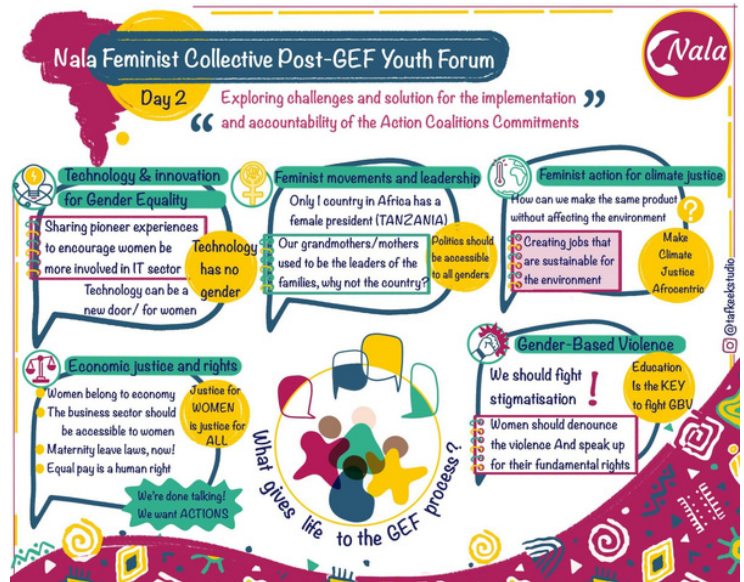 Nala Feminist Collective Post-GEF Youth Forum
Nala
Day 2
Exploring challenges and solution for the implementation ”
“ and accountability of the Action Coalitions Commitments
Technology & innovation
for Gender Equality
Sharing pioneer experiences
to encourage women be
more involved in IT sector
Technology can be a
new door/ for women
Technology
has no
gender
Feminist movements and leadership
Only 1 country in Africa has a
female president (TANZANIA)
Our grandmothers/mothers
used to be the leaders of the
families, why not the country?
Politics should
be accessible
to all genders
Feminist action for climate justice
How can we make the same product
without affecting the environment
?
Creating jobs that
are sustainable for
the environment
Make
Climate
Justice
Afrocentric
@tafkeekstudio
Economic justice and rights
Women belong to economy
The business sector should
be accessible to women
Maternity leave laws, now!
Equal pay is a human right
Justice for
WOMEN
is justice for
ALL
We're done talking!
We want ACTIONS
What gives life to the GEF process?
Gender-Based Violence
We should fight
stigmatisation !
Education
Is the KEY
to fight GBV
Women should denounce
the violence And speak up
for their fundamental rights